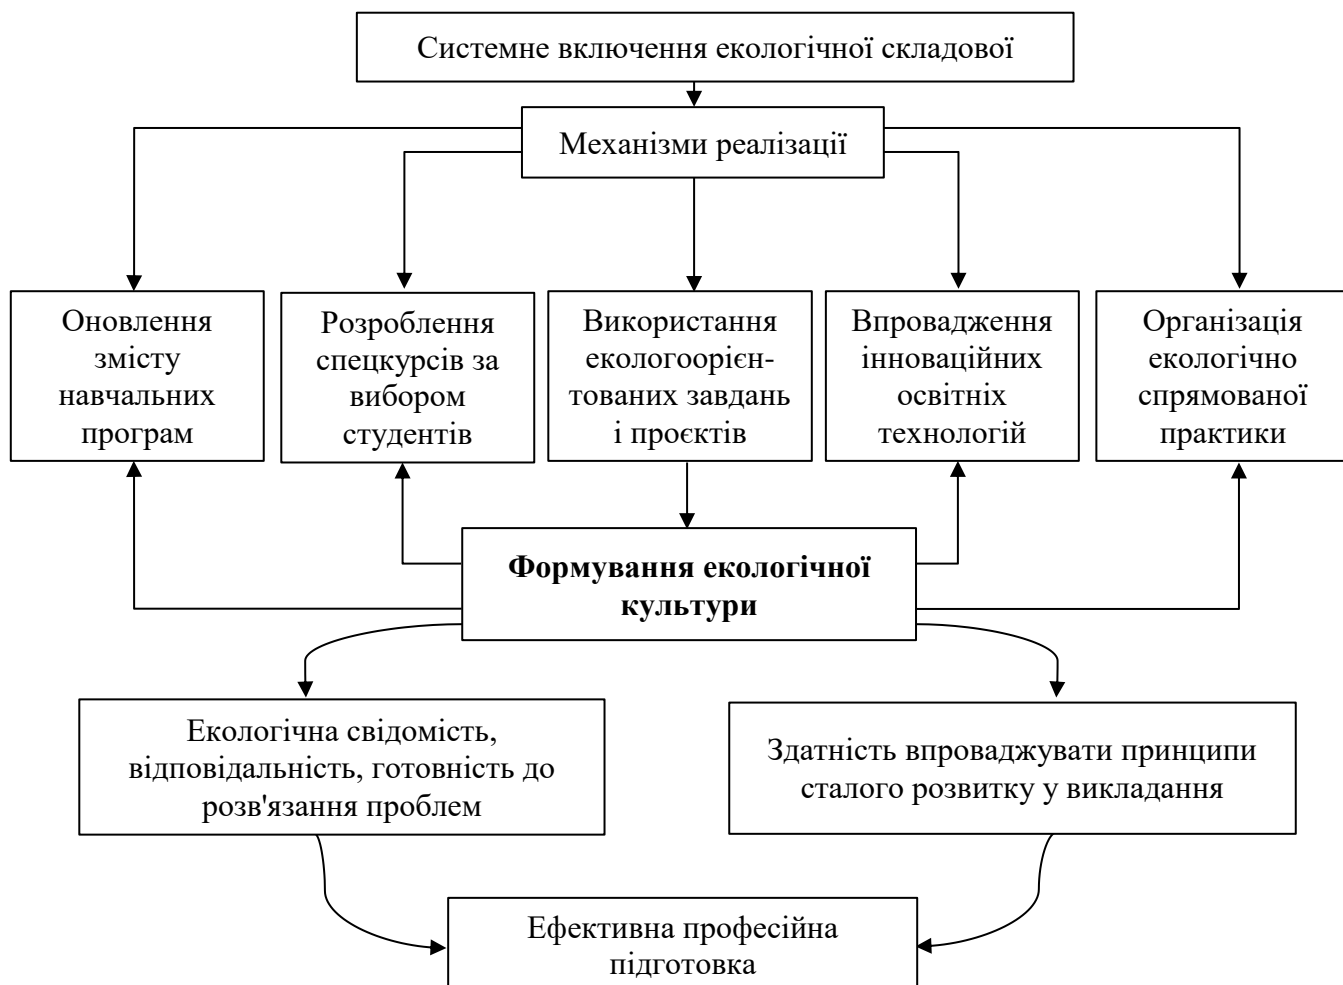 Системне включення екологічної складової
Механізми реалізації
Оновлення
змісту
навчальних
програм
Розроблення
спецкурсів за
вибором
студентів
Використання
екологоорієн-
тованих завдань
і проєктів
Впровадження
інноваційних
освітніх
технологій
Організація
екологічно
спрямованої
практики
Формування екологічної
культури
Екологічна свідомість,
відповідальність, готовність до
розв'язання проблем
Здатність впроваджувати принципи
сталого розвитку у викладання
Ефективна професійна
підготовка